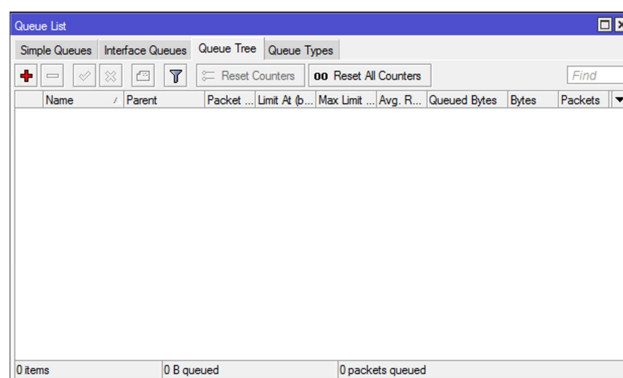 Queue List
Simple Queues Interface Queues Queue Tree Queue Types
Reset Counters 00 Reset All Counters Find
Name / Parent Packet ... Limit At (b... Max Limit ... Avg. R... Queued Bytes Bytes Packets
0 items 0 B queued 0 packets queued